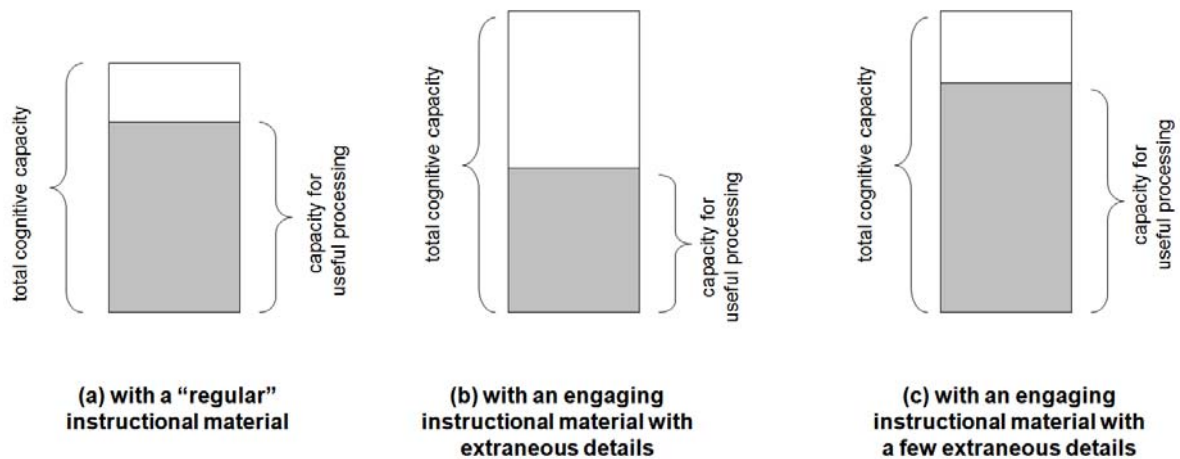 total cognitive capacity
capacity for
useful processing
(a) with a “regular”
instructional material
total cognitive capacity
capacity for
useful processing
(b) with an engaging
instructional material with
extraneous details
total cognitive capacity
capacity for
useful processing
(c) with an engaging
instructional material with
a few extraneous details